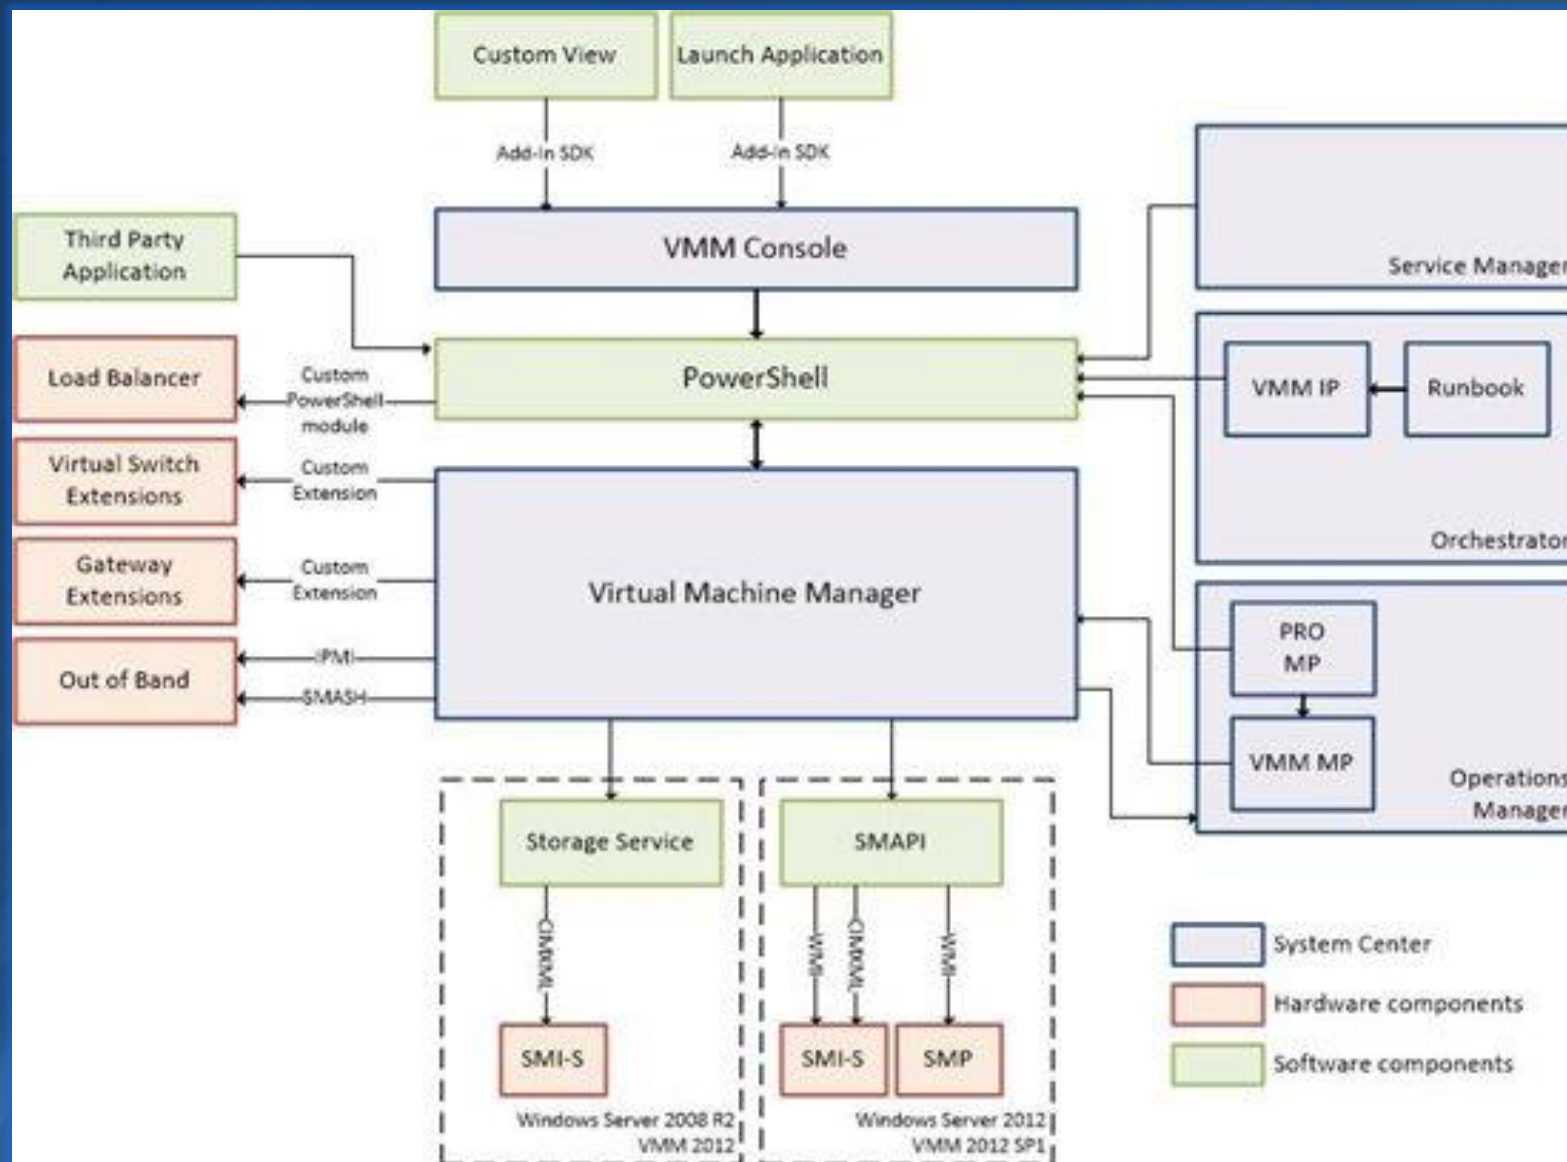 Custom View
Launch Application
Add-In SDK
Add-In SDK
Third Party
Application
VMM Console
Service Manager
Load Balancer
Custom
PowerShell
module
PowerShell
VMM IP
Runbook
Virtual Switch
Extensions
Custom
Extension
Orchestrator
Gateway
Extensions
Custom
Extension
Virtual Machine Manager
PRO
MP
Out of Band
IPMI
SMASH
VMM MP
Operations
Manager
Storage Service
SMAPI
CIMXML
WMI
CIMXML
WMI
SMI-S
SMI-S
SMP
Windows Server 2008 R2
VMM 2012
Windows Server 2012
VMM 2012 SP1
System Center
Hardware components
Software components